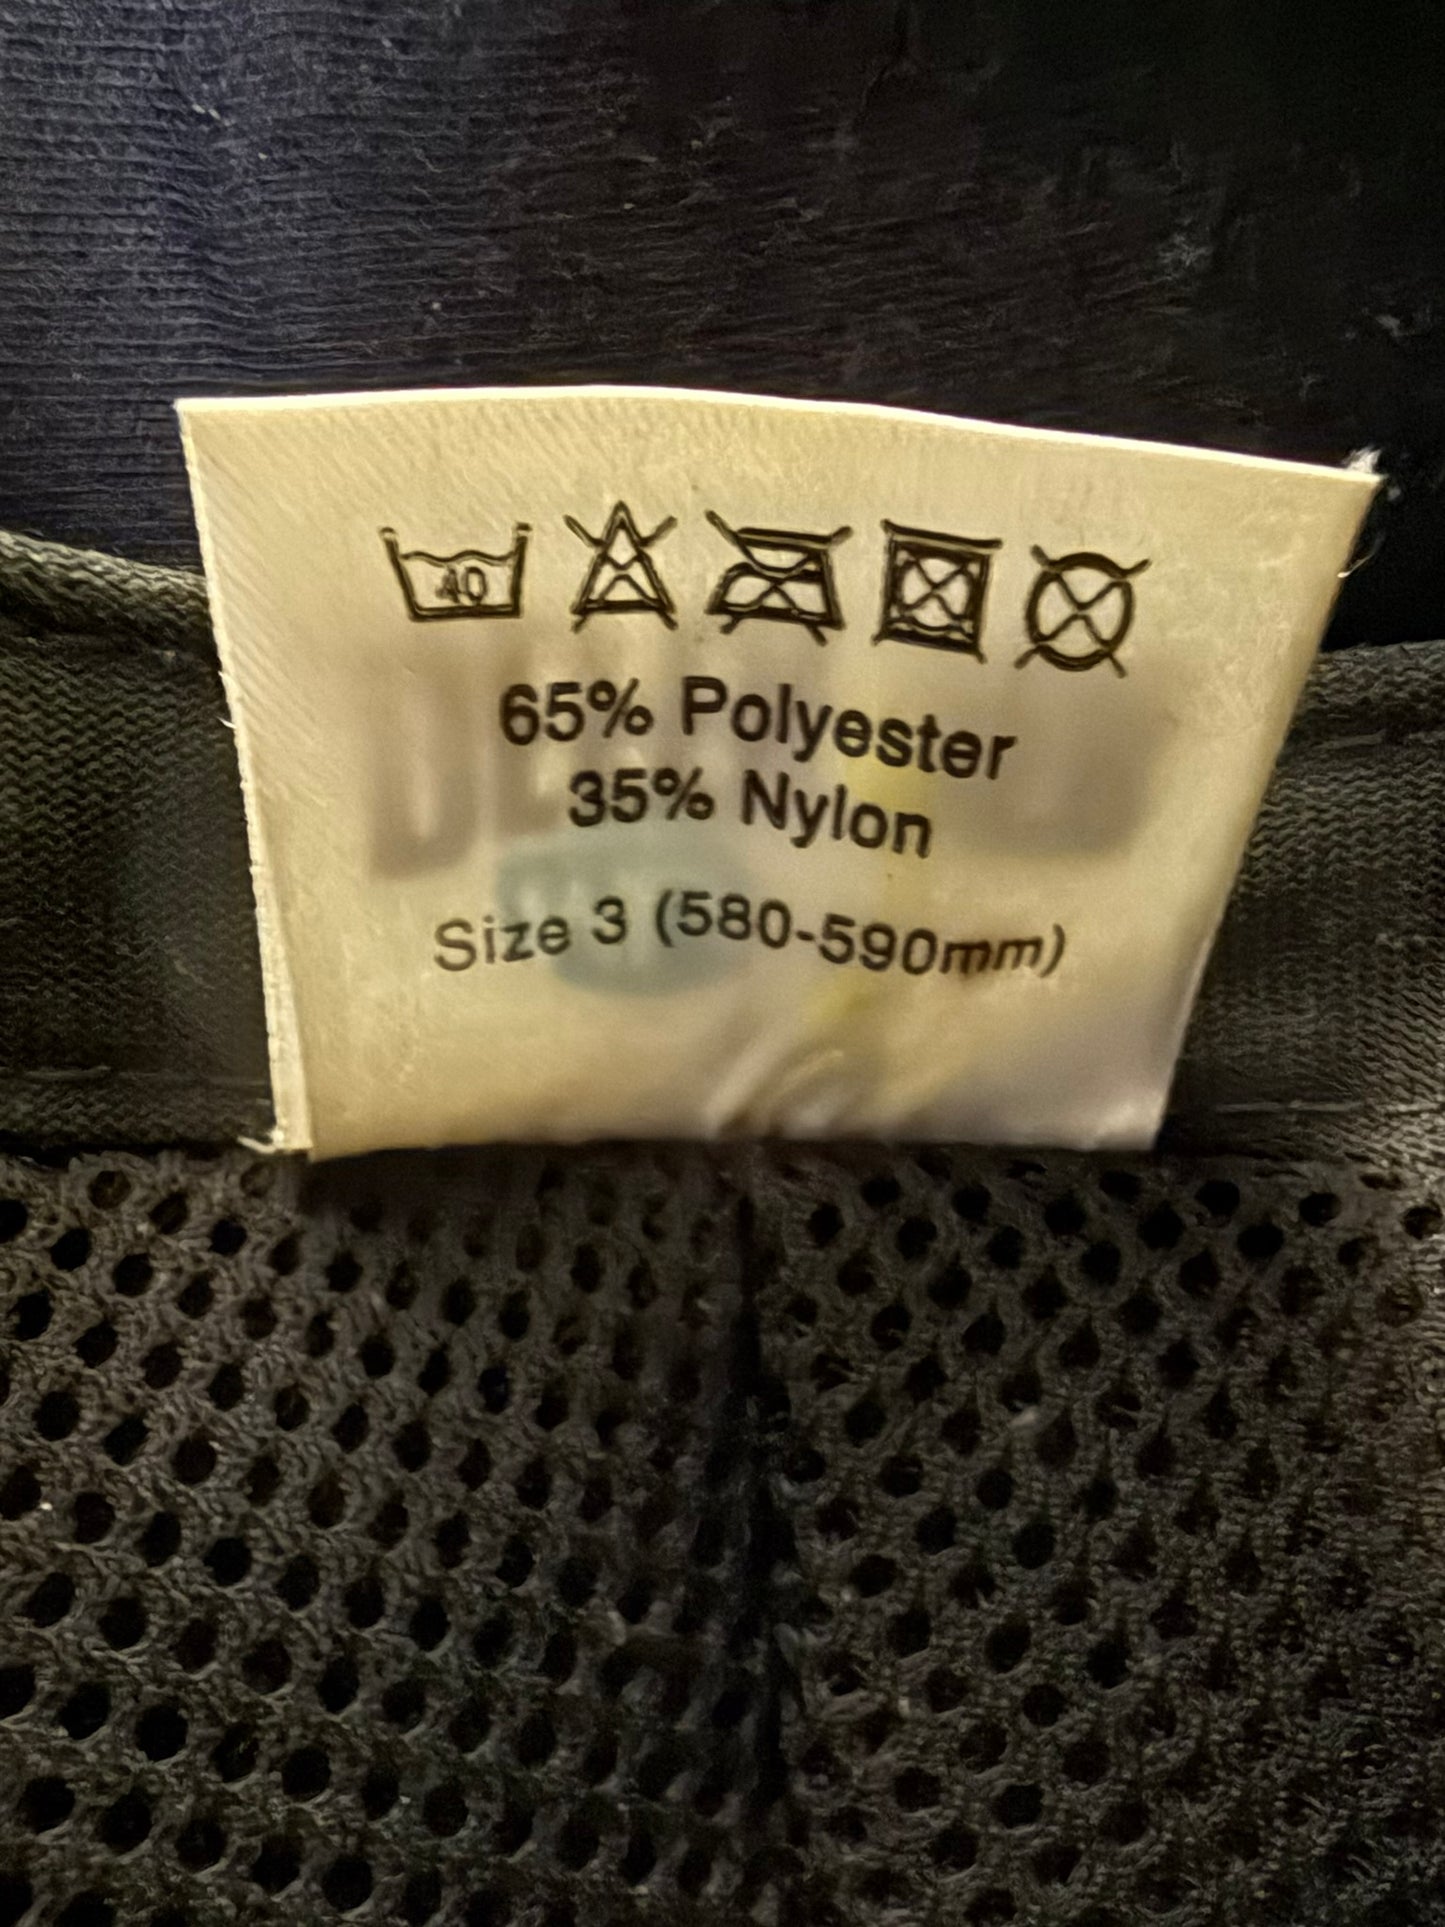 40
65% Polyester
35% Nylon
Size 3 (580-590mm)